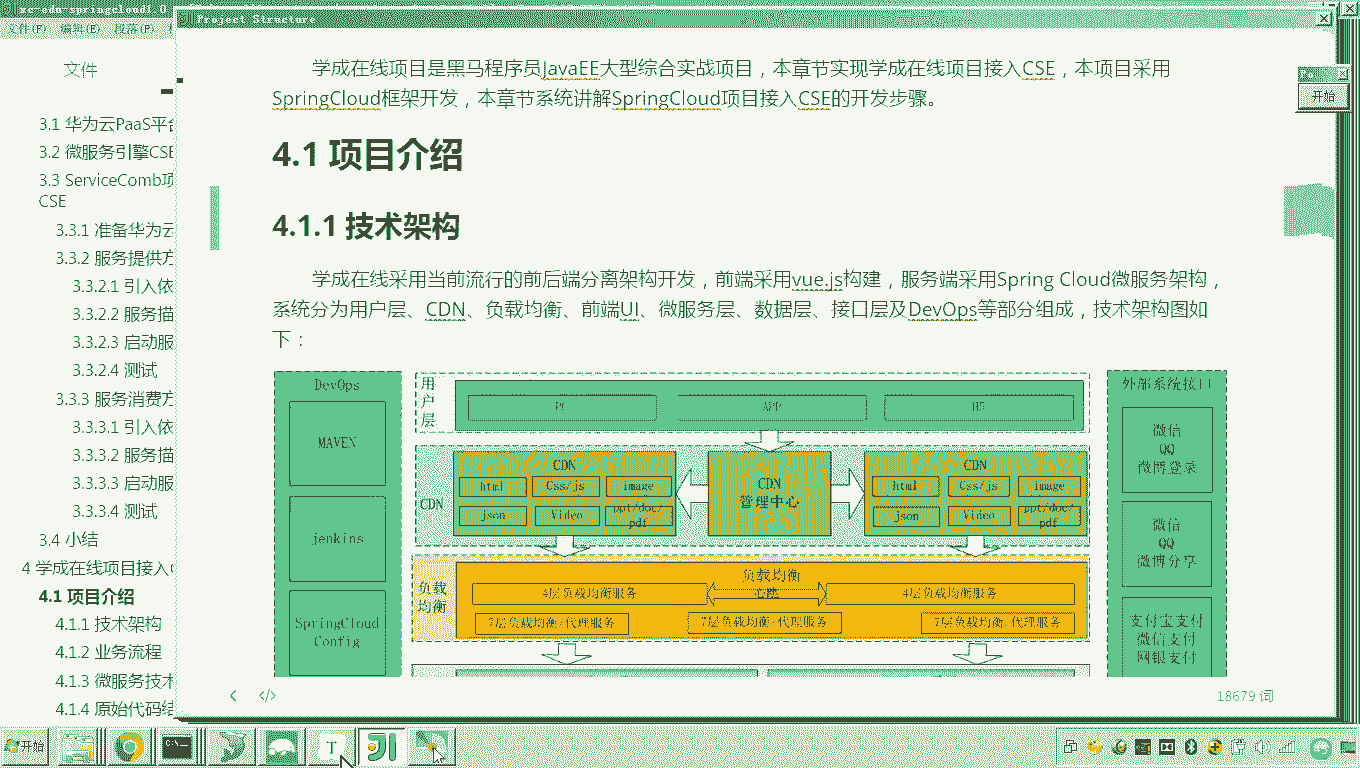 xc-edu-springcloud1.0
Project Structure
文件(F) 编辑(E) 段落(P)
文件
3.1 华为云PaaS平台
3.2 微服务引擎CSE
3.3 ServiceComb项
CSE
3.3.1 准备华为云
3.3.2 服务提供方
3.3.2.1 引入依
3.3.2.2 服务描
3.3.2.3 启动服
3.3.2.4 测试
3.3.3 服务消费方
3.3.3.1 引入依
3.3.3.2 服务描
3.3.3.3 启动服
3.3.3.4 测试
3.4 小结
4 学成在线项目接入
4.1 项目介绍
4.1.1 技术架构
4.1.2 业务流程
4.1.3 微服务技术
4.1.4 原始代码结
学成在线项目是黑马程序员JavaEE大型综合实战项目，本章节实现学成在线项目接入CSE，本项目采用
SpringCloud框架开发，本章节系统讲解SpringCloud项目接入CSE的开发步骤。
4.1 项目介绍
4.1.1 技术架构
学成在线采用当前流行的前后端分离架构开发，前端采用vue.js构建，服务端采用Spring Cloud微服务架构，
系统分为用户层、CDN、负载均衡、前端UI、微服务层、数据层、接口层及DevOps等部分组成，技术架构图如
下：
DevOps
MAVEN
jenkins
SpringCloud
Config
用户层
PC APP H5
CDN
CDN
html Css/js image
json Video ppt/doc/
pdf
CDN
管理中心
CDN
html Css/js image
json Video ppt/doc/
pdf
负载
均衡
负载均衡
4层负载均衡服务 心跳 4层负载均衡服务
7层负载均衡/代理服务 7层负载均衡/代理服务 7层负载均衡/代理服务
外部系统接口
微信
QQ
微博登录
微信
QQ
微博分享
支付宝支付
微信支付
网银支付
18679 词
开始
开始